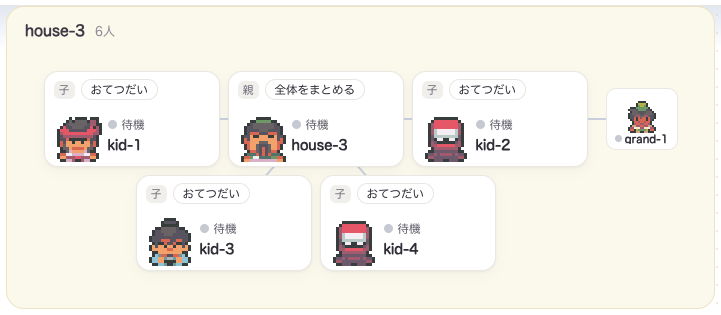 house-3 6人
子 おてつだい
待機
kid-1
親 全体をまとめる
待機
house-3
子 おてつだい
待機
kid-2
grand-1
子 おてつだい
待機
kid-3
子 おてつだい
待機
kid-4